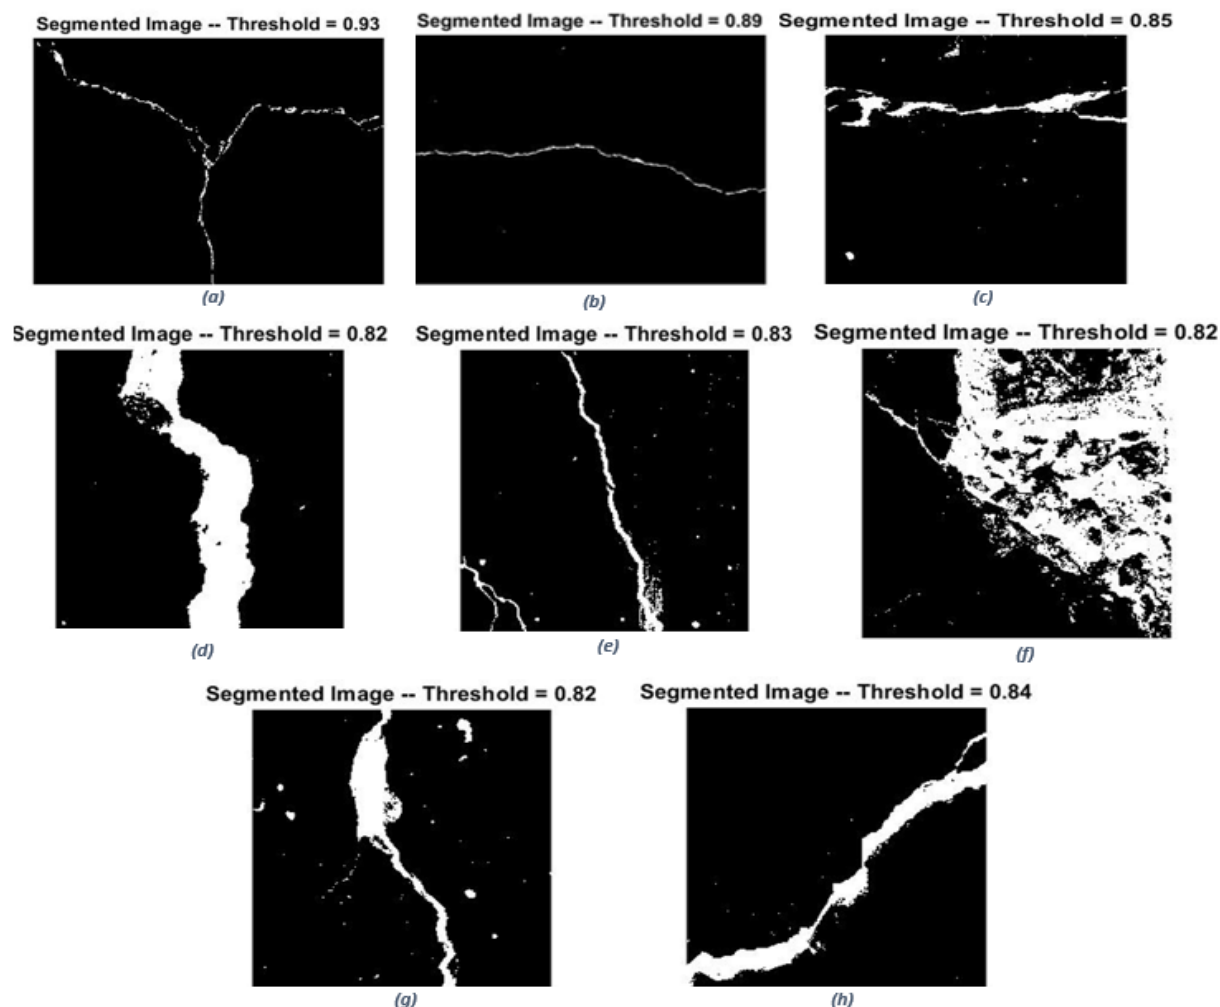 Segmented Image -- Threshold = 0.93
Segmented Image -- Threshold = 0.89
Segmented Image -- Threshold = 0.85
(a)
(b)
(c)
Segmented Image -- Threshold = 0.82
Segmented Image -- Threshold = 0.83
Segmented Image -- Threshold = 0.82
(d)
(e)
(f)
Segmented Image -- Threshold = 0.82
Segmented Image -- Threshold = 0.84
(g)
(h)